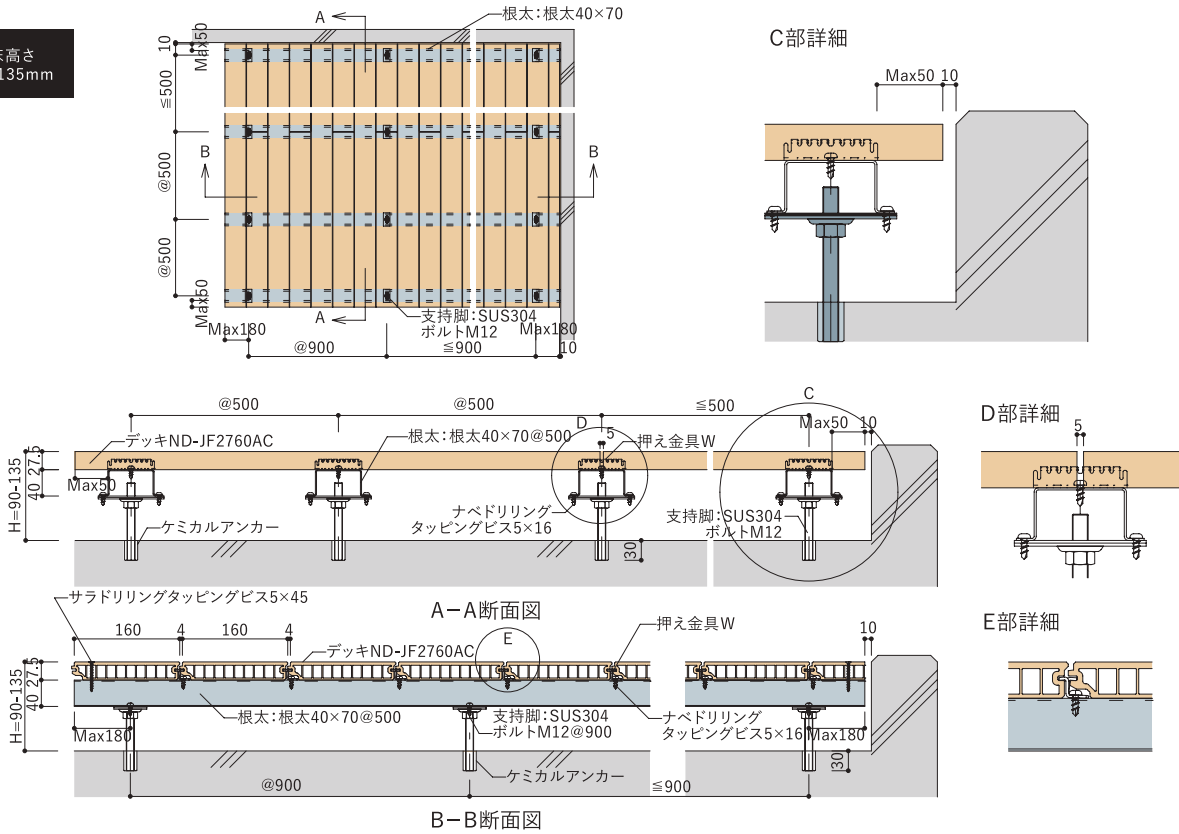 高さ
135mm
A
根太：根太40×70
10
Max50
≦500
@500
@500
Max50
B
B
A
Max180
支持脚：SUS304
ボルトM12
Max180
@900
≦900
10
C部詳細
Max50
10
@500
@500
≦500
C
D
5
Max50
10
デッキND-JF2760AC
根太：根太40×70@500
押え金具W
H=90-135
40
27.5
Max50
ケミカルアンカー
ナベドリリング
タッピングビス5×16
支持脚：SUS304
ボルトM12
30
D部詳細
5
A−A断面図
サラドリリングタッピングビス5×45
160
4
160
4
E
押え金具W
デッキND-JF2760AC
10
H=90-135
40
27.5
Max180
根太：根太40×70@500
支持脚：SUS304
ボルトM12@900
ナベドリリング
タッピングビス5×16
Max180
30
ケミカルアンカー
@900
≦900
B−B断面図
E部詳細